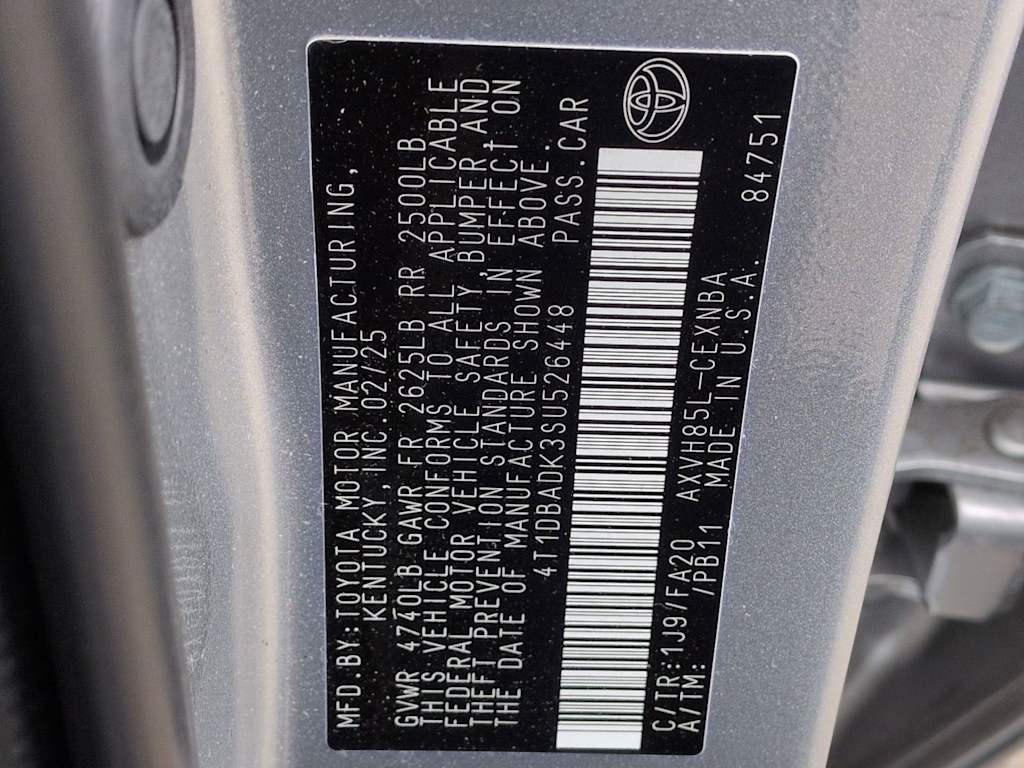 MFD.BY:TOYOTA MOTOR MANUFACTURING,
KENTUCKY, INC.02/25
GVWR 4740LB GAWR FR 2625LB RR 2500LB
THIS VEHICLE CONFORMS TO ALL APPLICABLE
FEDERAL MOTOR VEHICLE SAFETY, BUMPER, AND
THEFT PREVENTION STANDARDS IN EFFECT ON
THE DATE OF MANUFACTURE SHOWN ABOVE.
4T1DBADK3SU526448 PASS.CAR
C/TR:1J9/FA20 AXVH85L-CEXNBA
A/TM: /PB11 MADE IN U.S.A. 84751